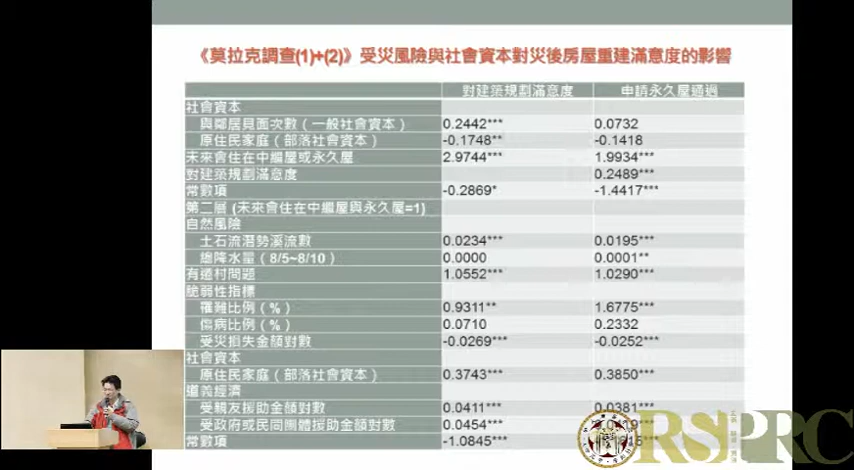 《莫拉克調查(1)+(2)》受災風險與社會資本對災後房屋重建滿意度的影響
對建築規劃滿意度 申請永久屋通過
社會資本
與鄰居見面次數（一般社會資本） 0.2442*** 0.0732
原住民家庭（部落社會資本） -0.1748** -0.1418
未來會住在中繼屋或永久屋 2.9744*** 1.9934***
對建築規劃滿意度 0.2489***
常數項 -0.2869* -1.4417***
第二層 (未來會住在中繼屋與永久屋=1)
自然風險
土石流潛勢溪流數 0.0234*** 0.0195***
總降水量 (8/5~8/10) 0.0000 0.0001**
有遷村問題 1.0552*** 1.0290***
脆弱性指標
罹難比例 (%) 0.9311** 1.6775***
傷病比例 (%) 0.0710 0.2332
受災損失金額對數 -0.0269*** -0.0252***
社會資本
原住民家庭（部落社會資本） 0.3743*** 0.3850***
道義經濟
受親友援助金額對數 0.0411*** 0.0381***
受政府或民間團體援助金額對數 0.0454***
常數項 -1.0845***
RSPRC